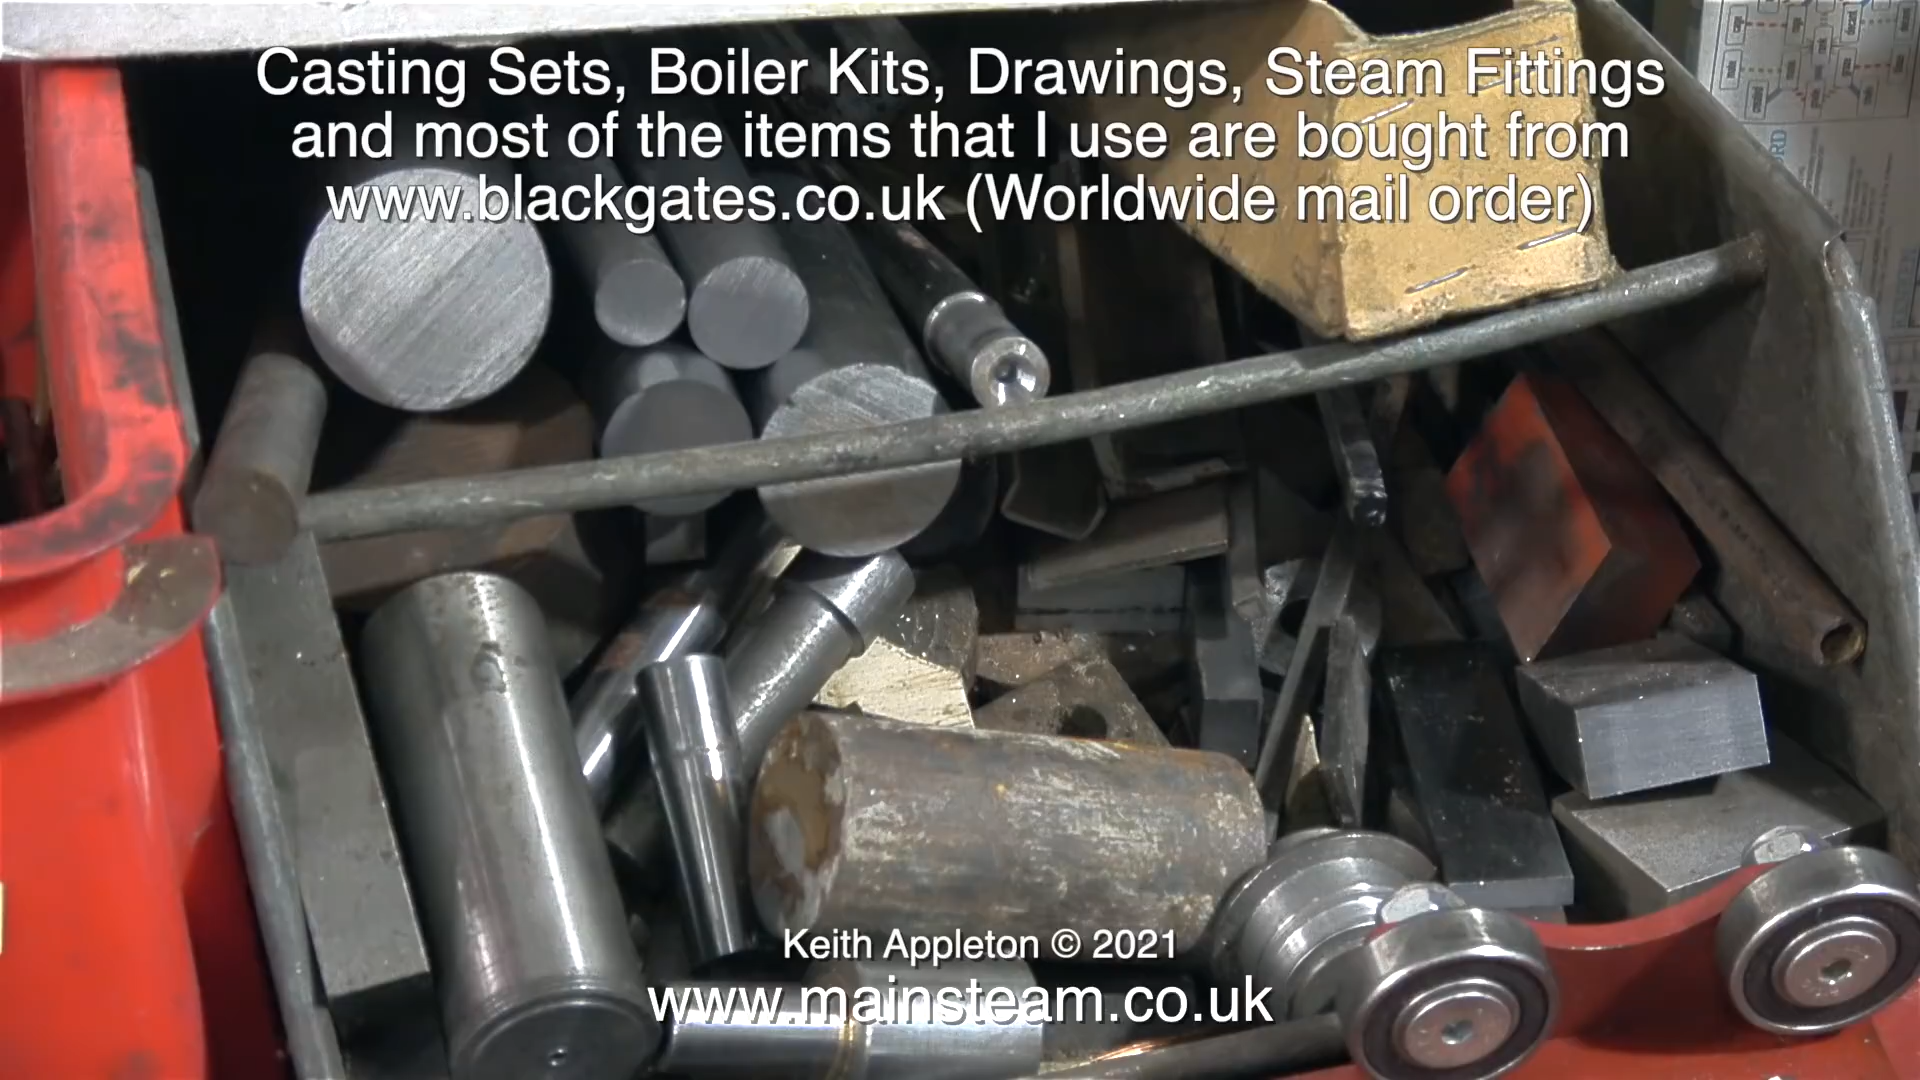 Casting Sets, Boiler Kits, Drawings, Steam Fittings
and most of the items that I use are bought from
www.blackgates.co.uk (Worldwide mail order)
Keith Appleton © 2021
www.mainsteam.co.uk